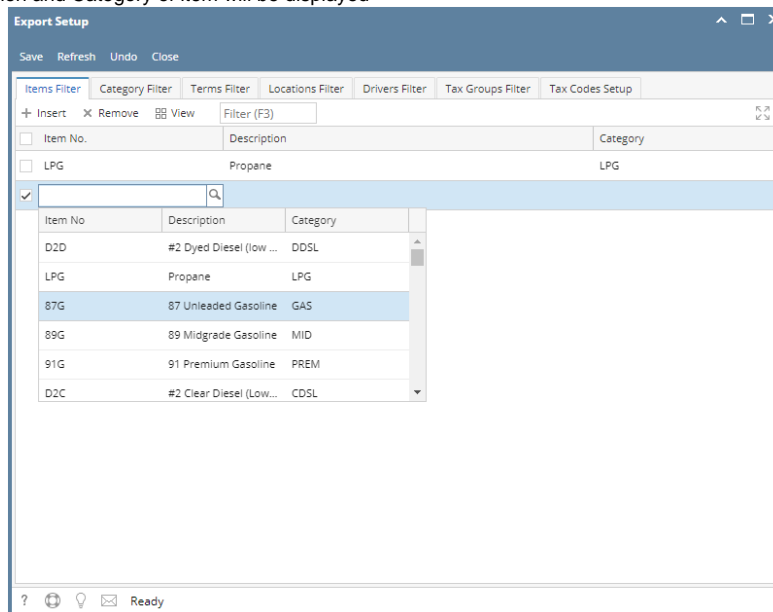 and Category of item will be displayed
Export Setup
Save Refresh Undo Close
Items Filter Category Filter Terms Filter Locations Filter Drivers Filter Tax Groups Filter Tax Codes Setup
Insert Remove View Filter (F3)
Item No. Description Category
LPG Propane LPG
Item No Description Category
D2D #2 Dyed Diesel (low ... DDSL
LPG Propane LPG
87G 87 Unleaded Gasoline GAS
89G 89 Midgrade Gasoline MID
91G 91 Premium Gasoline PREM
D2C #2 Clear Diesel (Low... CDSL
? Ready